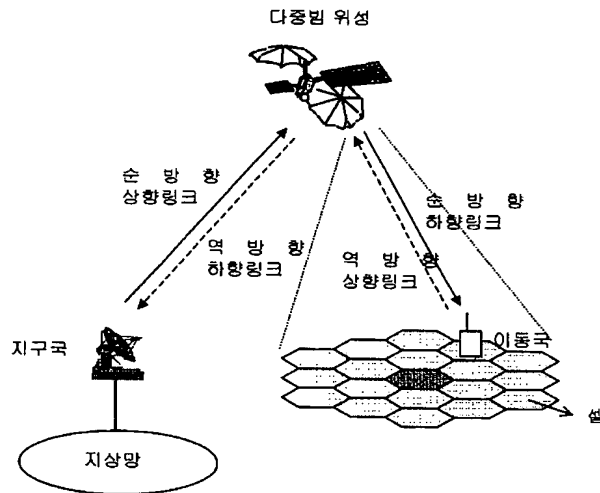 다중빔 위성
순 방 향
상향링크
역 방 향
하향링크
순 방 향
하향링크
역 방 향
상향링크
지구국
이동국
셀
지상망